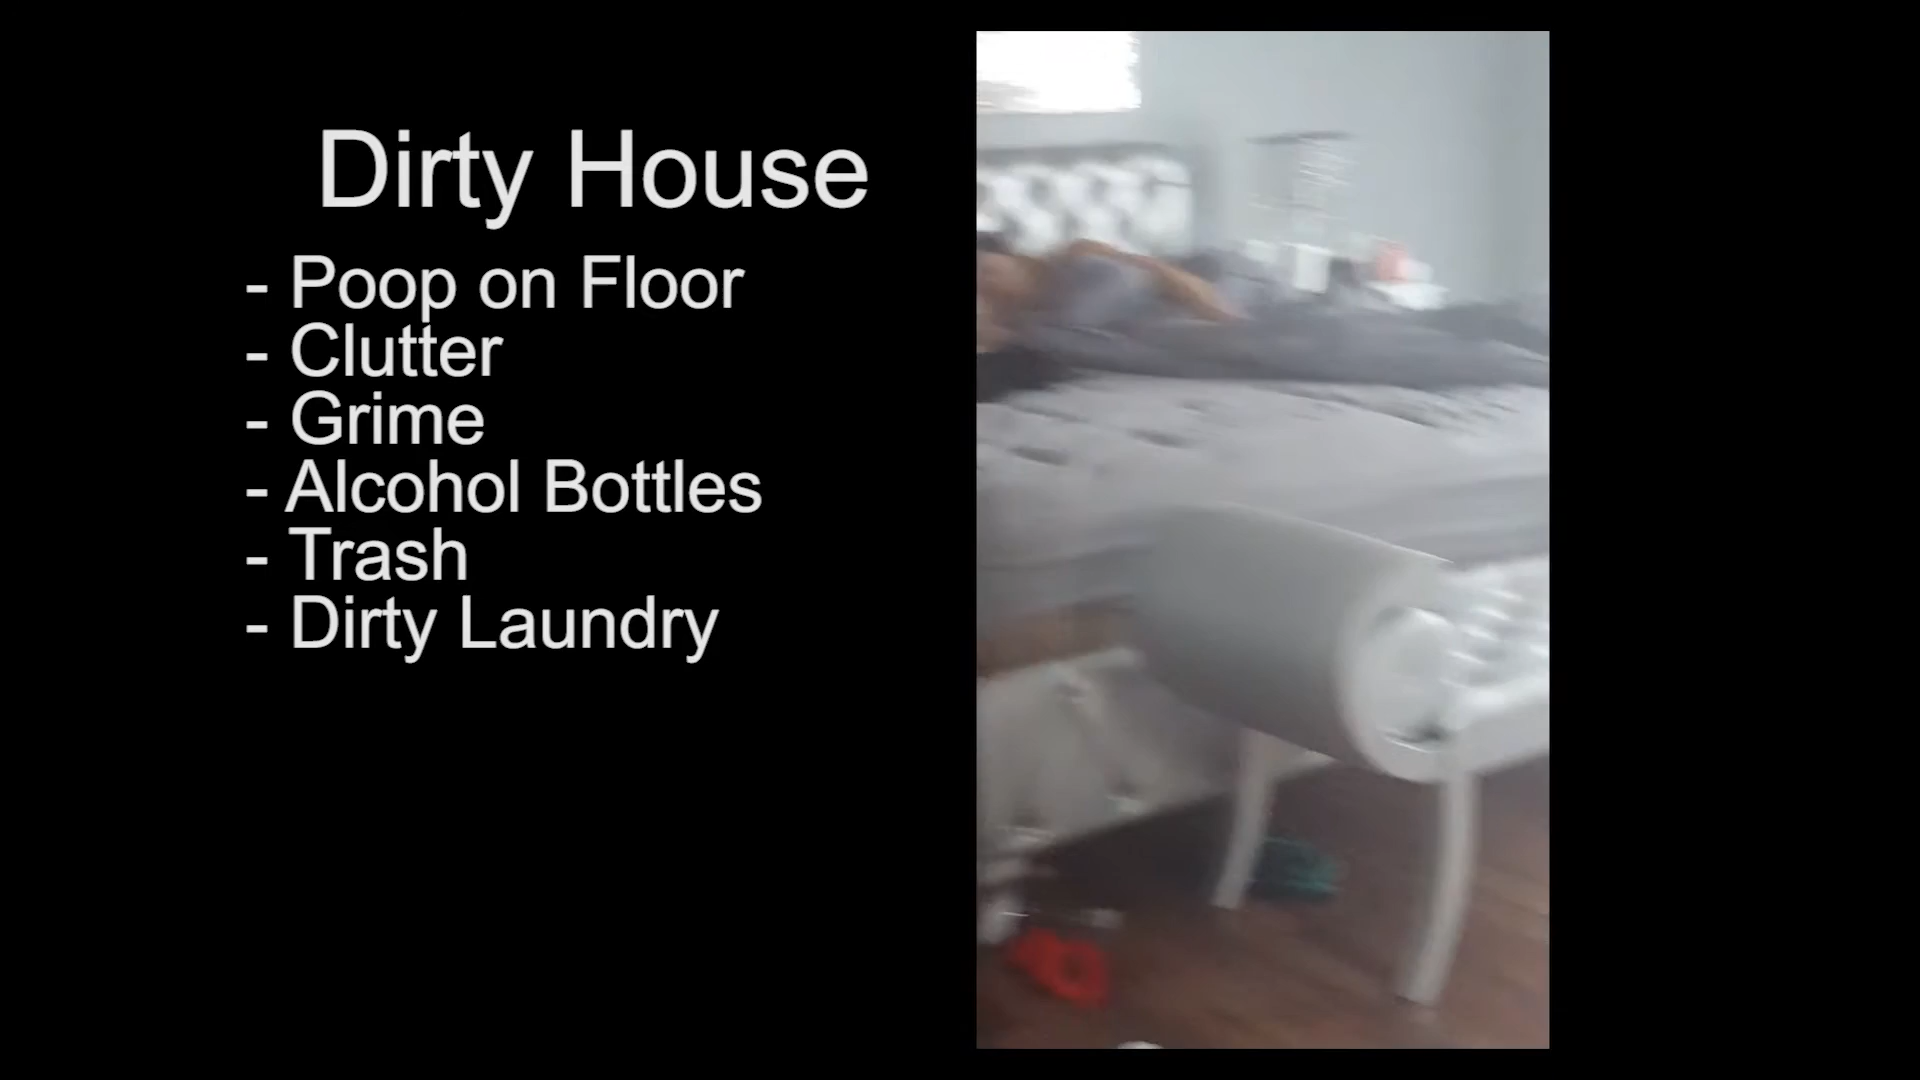 Dirty House
- Poop on Floor
- Clutter
- Grime
- Alcohol Bottles
- Trash
- Dirty Laundry